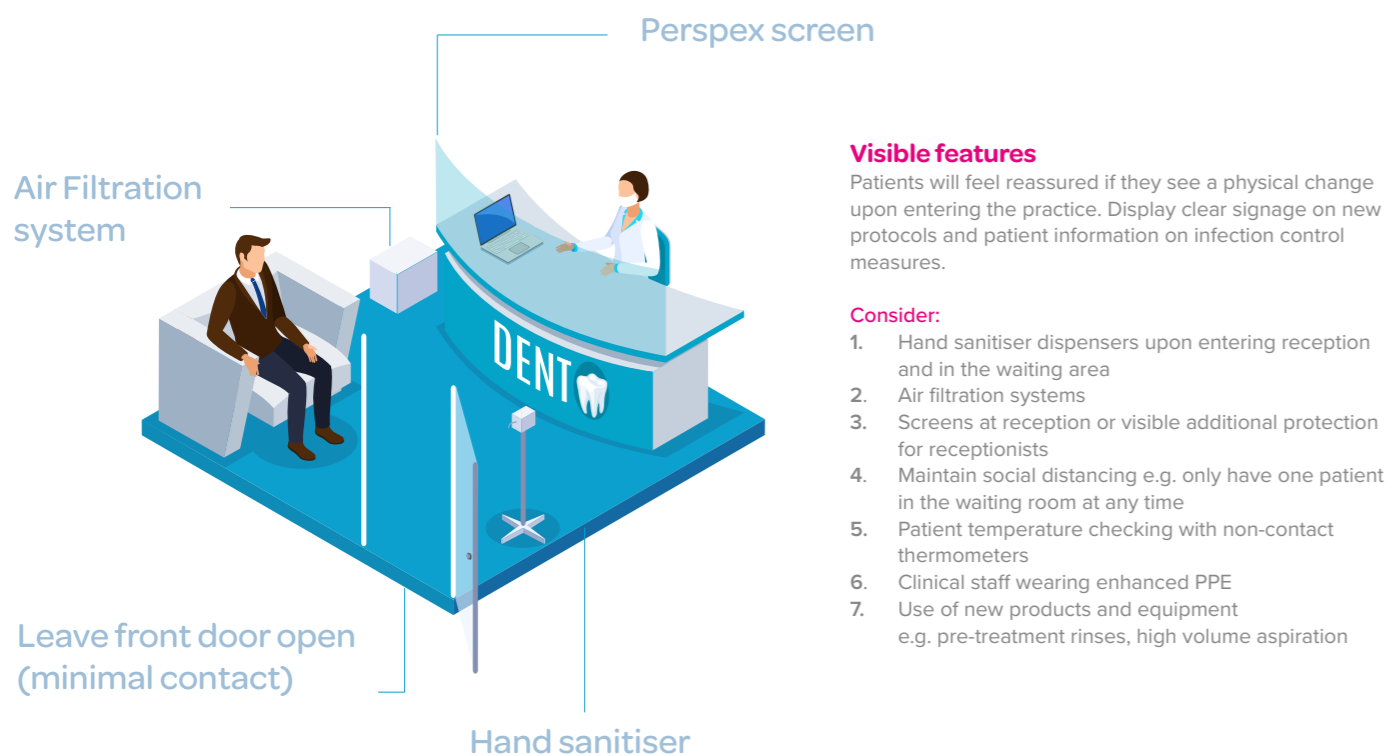 Perspex screen
Air Filtration
system
DENT
Leave front door open
(minimal contact)
Hand sanitiser
Visible features
Patients will feel reassured if they see a physical change
upon entering the practice. Display clear signage on new
protocols and patient information on infection control
measures.
Consider:
1. Hand sanitiser dispensers upon entering reception
and in the waiting area
2. Air filtration systems
3. Screens at reception or visible additional protection
for receptionists
4. Maintain social distancing e.g. only have one patient
in the waiting room at any time
5. Patient temperature checking with non-contact
thermometers
6. Clinical staff wearing enhanced PPE
7. Use of new products and equipment
e.g. pre-treatment rinses, high volume aspiration